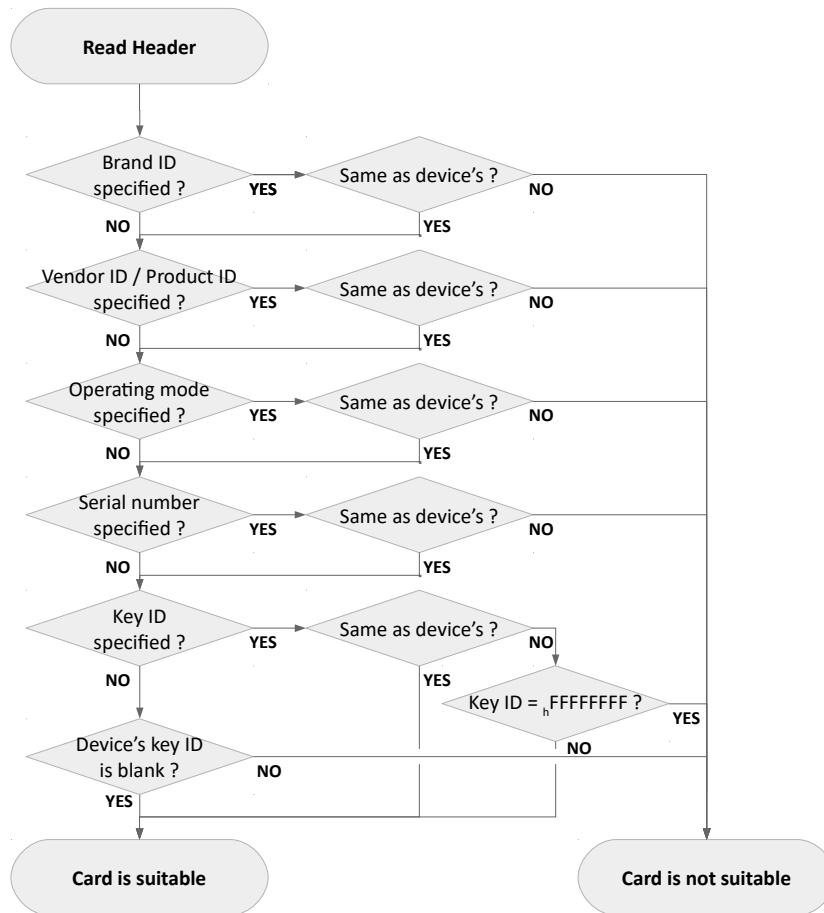 Read Header
Brand ID
specified ?
YES
Same as device's ?
NO
NO
YES
Vendor ID / Product ID
specified ?
YES
Same as device's ?
NO
NO
YES
Operating mode
specified ?
YES
Same as device's ?
NO
NO
YES
Serial number
specified ?
YES
Same as device's ?
NO
NO
YES
Key ID
specified ?
YES
Same as device's ?
NO
NO
YES
Key ID = hFFFFFFFF ?
YES
NO
Device's key ID
is blank ?
NO
YES
Card is suitable
Card is not suitable